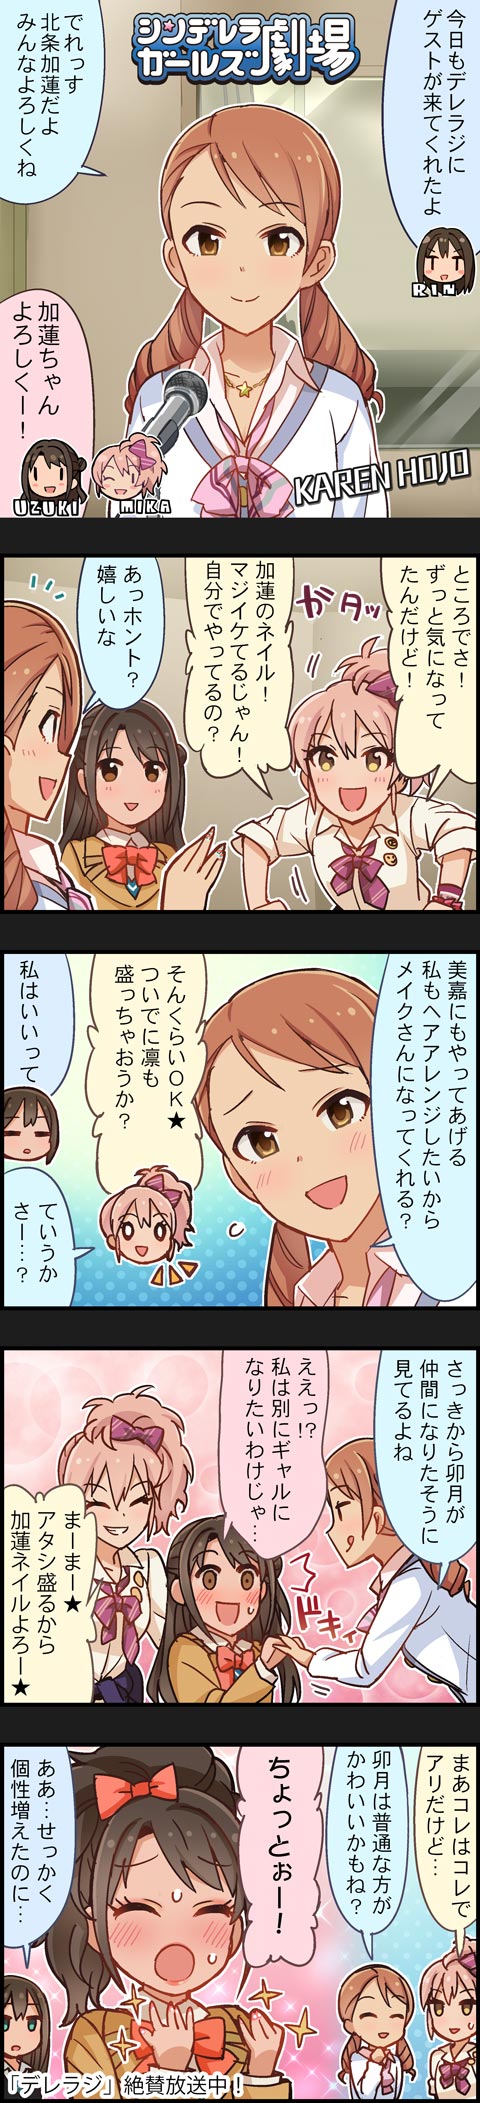 シンデレラ
ガールズ劇場
今日もデレラジに
ゲストが来てくれたよ
RIN
でれっす
北条加蓮だよ
みんなよろしくね
加蓮ちゃん
よろしくー！
UZUKI
MIKA
KAREN HOJO
ところでさ！
ずっと気になって
たんだけど！
ガタッ
加蓮のネイル！
マジイケてるじゃん！
自分でやってるの？
あっホント？
嬉しいな
美嘉にもやってあげる
私もヘアアレンジしたいから
メイクさんになってくれる？
そんくらいOK★
ついでに凛も
盛っちゃおうか？
私はいいって
ていうか
さー…？
さっきから卯月が
仲間になりたそうに
見てるよね
ええっ!?
私は別にギャルに
なりたいわけじゃ…
ドキィ
まーまー★
アタシ盛るから
加蓮ネイルよろー★
まあコレはコレで
アリだけど…
卯月は普通な方が
かわいいかもね？
ちょっとぉー！
ああ…せっかく
個性増えたのに…
「デレラジ」絶賛放送中！